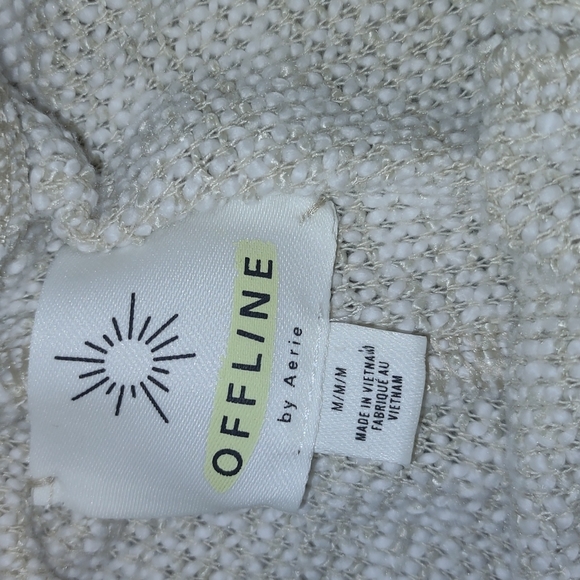 OFFLINE
by Aerie
M/M/M
MADE IN VIETNAM
FABRIQUE AU
VIETNAM